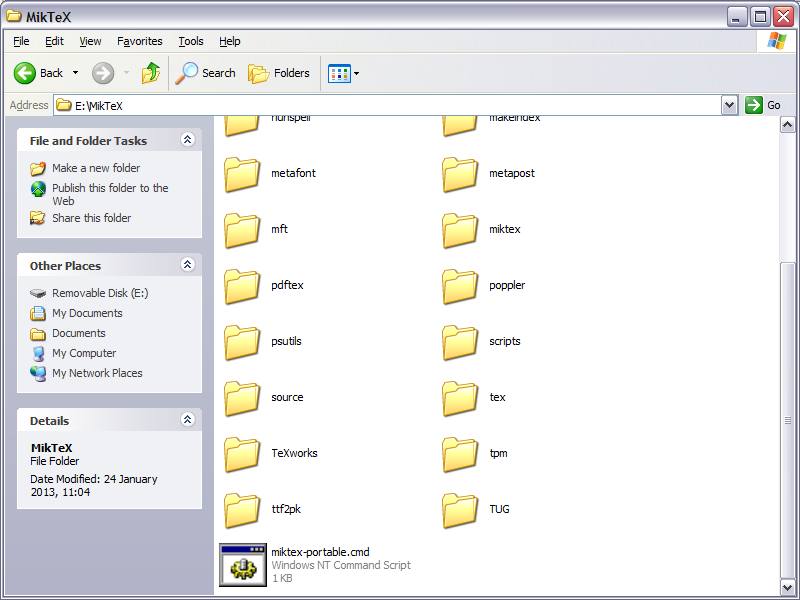 MikTeX
File Edit View Favorites Tools Help
Back Search Folders
Address E:\MikTeX Go
File and Folder Tasks
Make a new folder
Publish this folder to the
Web
Share this folder
Other Places
Removable Disk (E:)
My Documents
Documents
My Computer
My Network Places
Details
MikTeX
File Folder
Date Modified: 24 January
2013, 11:04
hunspell makeindex
metafont metapost
mft miktex
pdftex poppler
psutils scripts
source tex
TeXworks tpm
ttf2pk TUG
miktex-portable.cmd
Windows NT Command Script
1 KB